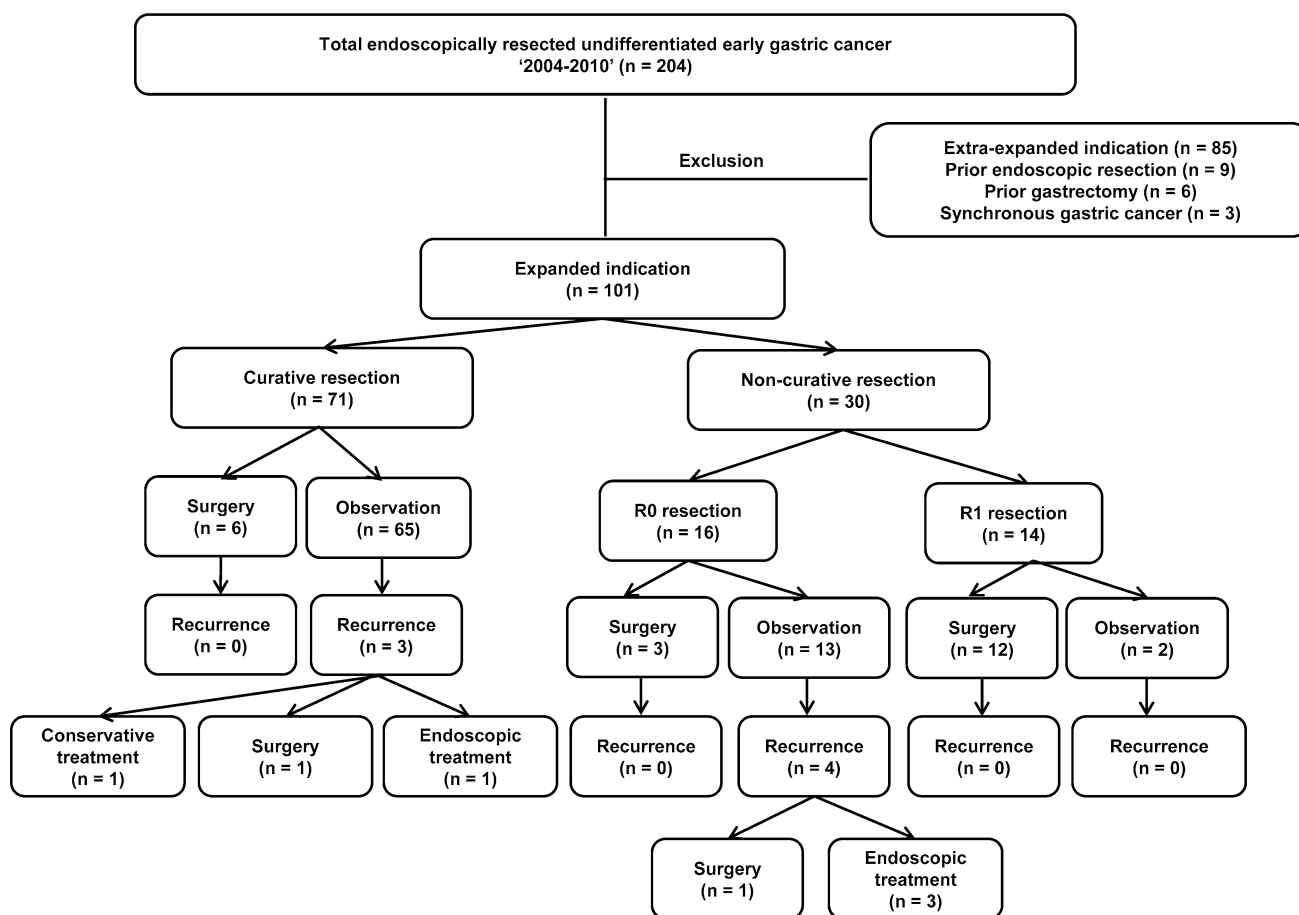 Total endoscopically resected undifferentiated early gastric cancer
‘2004-2010’ (n = 204)
Exclusion
Extra-expanded indication (n = 85)
Prior endoscopic resection (n = 9)
Prior gastrectomy (n = 6)
Synchronous gastric cancer (n = 3)
Expanded indication
(n = 101)
Curative resection
(n = 71)
Non-curative resection
(n = 30)
Surgery
(n = 6)
Observation
(n = 65)
R0 resection
(n = 16)
R1 resection
(n = 14)
Recurrence
(n = 0)
Recurrence
(n = 3)
Surgery
(n = 3)
Observation
(n = 13)
Surgery
(n = 12)
Observation
(n = 2)
Conservative
treatment
(n = 1)
Surgery
(n = 1)
Endoscopic
treatment
(n = 1)
Recurrence
(n = 0)
Recurrence
(n = 4)
Recurrence
(n = 0)
Recurrence
(n = 0)
Surgery
(n = 1)
Endoscopic
treatment
(n = 3)